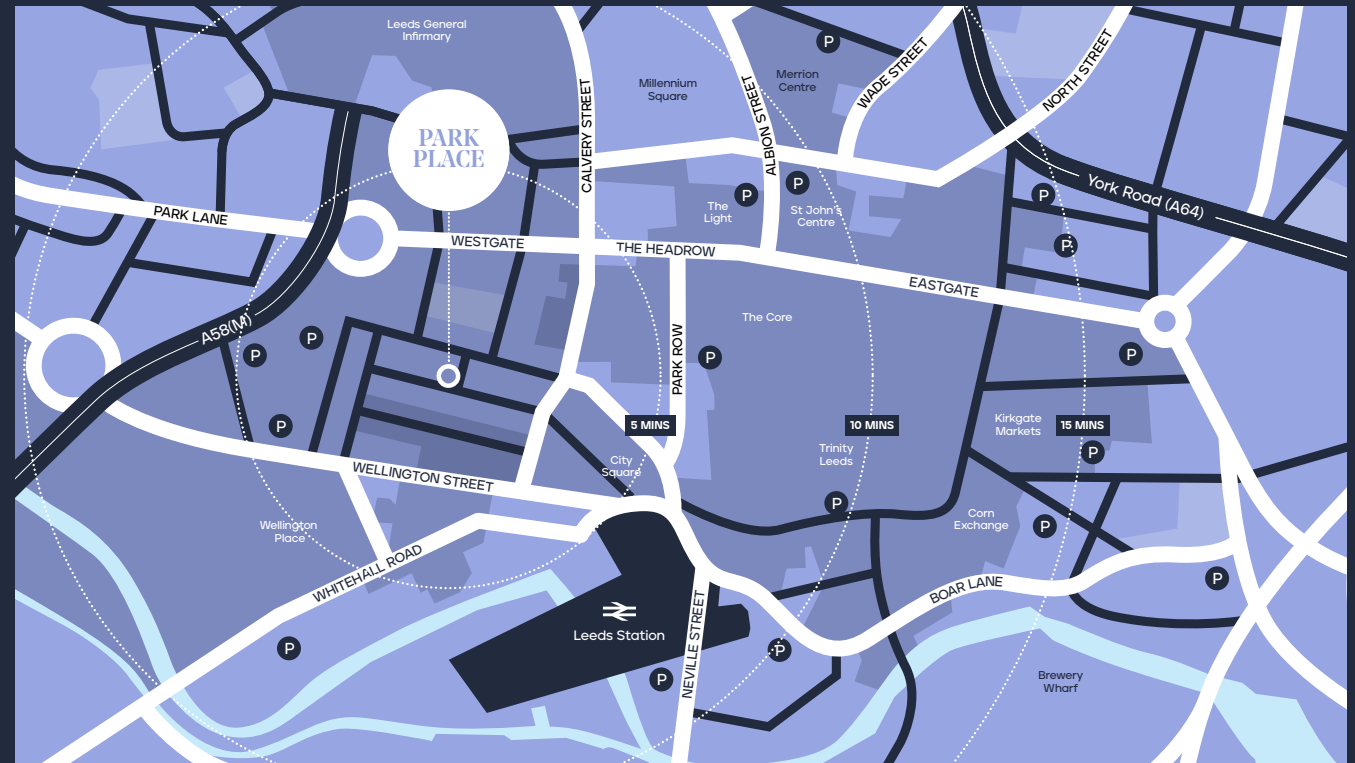 Leeds General
Infirmary
P
Merrion
Centre
WADE STREET
NORTH STREET
Millennium
Square
CALVERY STREET
ALBION STREET
PARK
PLACE
York Road (A64)
P
P
P
The
Light
St John's
Centre
PARK LANE
WESTGATE
THE HEADROW
P
EASTGATE
A58(M)
The Core
P
P
PARK ROW
P
P
5 MINS
10 MINS
Kirkgate
Markets
15 MINS
P
Trinity
Leeds
P
City
Square
WELLINGTON STREET
P
Wellington
Place
Corn
Exchange
P
WHITEHALL ROAD
BOAR LANE
P
Leeds Station
NEVILLE STREET
P
P
P
Brewery
Wharf